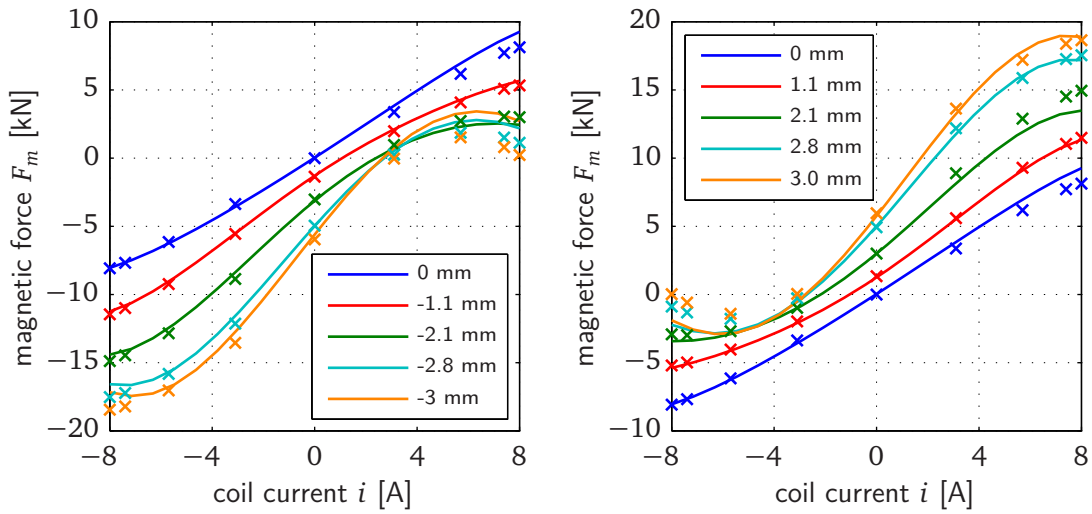 10
5
0
−5
−10
−15
−20
−8
−4
0
4
8
magnetic force Fm [kN]
coil current i [A]
0 mm
-1.1 mm
-2.1 mm
-2.8 mm
-3 mm
20
15
10
5
0
−5
−10
−8
−4
0
4
8
magnetic force Fm [kN]
coil current i [A]
0 mm
1.1 mm
2.1 mm
2.8 mm
3.0 mm